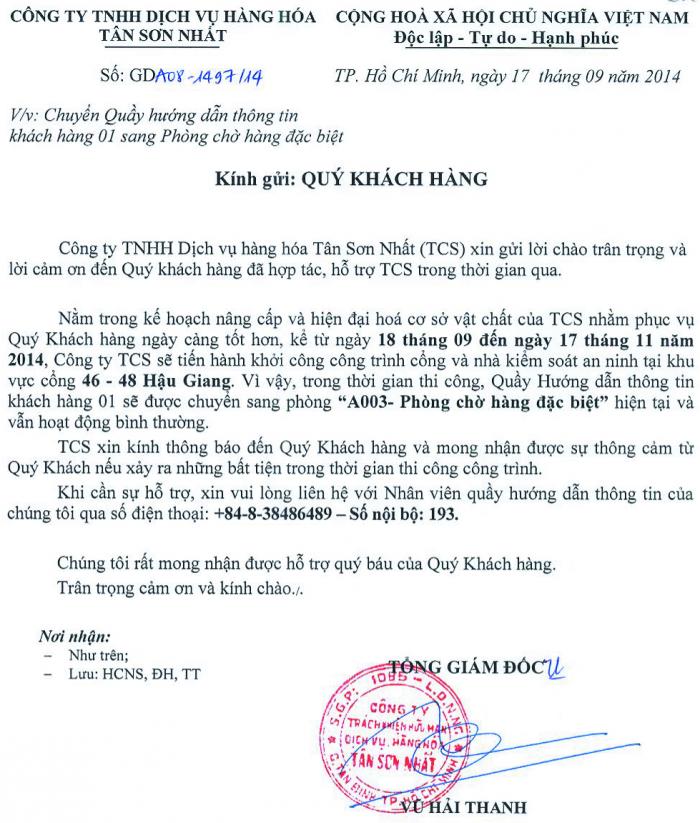 CÔNG TY TNHH DỊCH VỤ HÀNG HÓA
TÂN SƠN NHẤT
CỘNG HOÀ XÃ HỘI CHỦ NGHĨA VIỆT NAM
Độc lập - Tự do - Hạnh phúc
Số: GDA08-1497/14
TP. Hồ Chí Minh, ngày 17 tháng 09 năm 2014
V/v: Chuyển Quầy hướng dẫn thông tin
khách hàng 01 sang Phòng chờ hàng đặc biệt
Kính gửi: QUÝ KHÁCH HÀNG
Công ty TNHH Dịch vụ hàng hóa Tân Sơn Nhất (TCS) xin gửi lời chào trân trọng và
lời cảm ơn đến Quý khách hàng đã hợp tác, hỗ trợ TCS trong thời gian qua.
Nằm trong kế hoạch nâng cấp và hiện đại hoá cơ sở vật chất của TCS nhằm phục vụ
Quý Khách hàng ngày càng tốt hơn, kể từ ngày 18 tháng 09 đến ngày 17 tháng 11 năm
2014, Công ty TCS sẽ tiến hành khởi công công trình cổng và nhà kiểm soát an ninh tại khu
vực cổng 46 - 48 Hậu Giang. Vì vậy, trong thời gian thi công, Quầy Hướng dẫn thông tin
khách hàng 01 sẽ được chuyển sang phòng “A003- Phòng chờ hàng đặc biệt” hiện tại và
vẫn hoạt động bình thường.
TCS xin kính thông báo đến Quý Khách hàng và mong nhận được sự thông cảm từ
Quý Khách nếu xảy ra những bất tiện trong thời gian thi công công trình.
Khi cần sự hỗ trợ, xin vui lòng liên hệ với Nhân viên quầy hướng dẫn thông tin của
chúng tôi qua số điện thoại: +84-8-38486489 – Số nội bộ: 193.
Chúng tôi rất mong nhận được hỗ trợ quý báu của Quý Khách hàng.
Trân trọng cảm ơn và kính chào./.
Nơi nhận:
– Như trên;
– Lưu: HCNS, ĐH, TT
TỔNG GIÁM ĐỐC
S.G.P: 1085 - L.D.N.NG
CÔNG TY
TRÁCH NHIỆM HỮU HẠN
DỊCH VỤ HÀNG HÓA
TÂN SƠN NHẤT
Q.TÂN BÌNH TP. HỒ CHÍ MINH
VŨ HẢI THANH